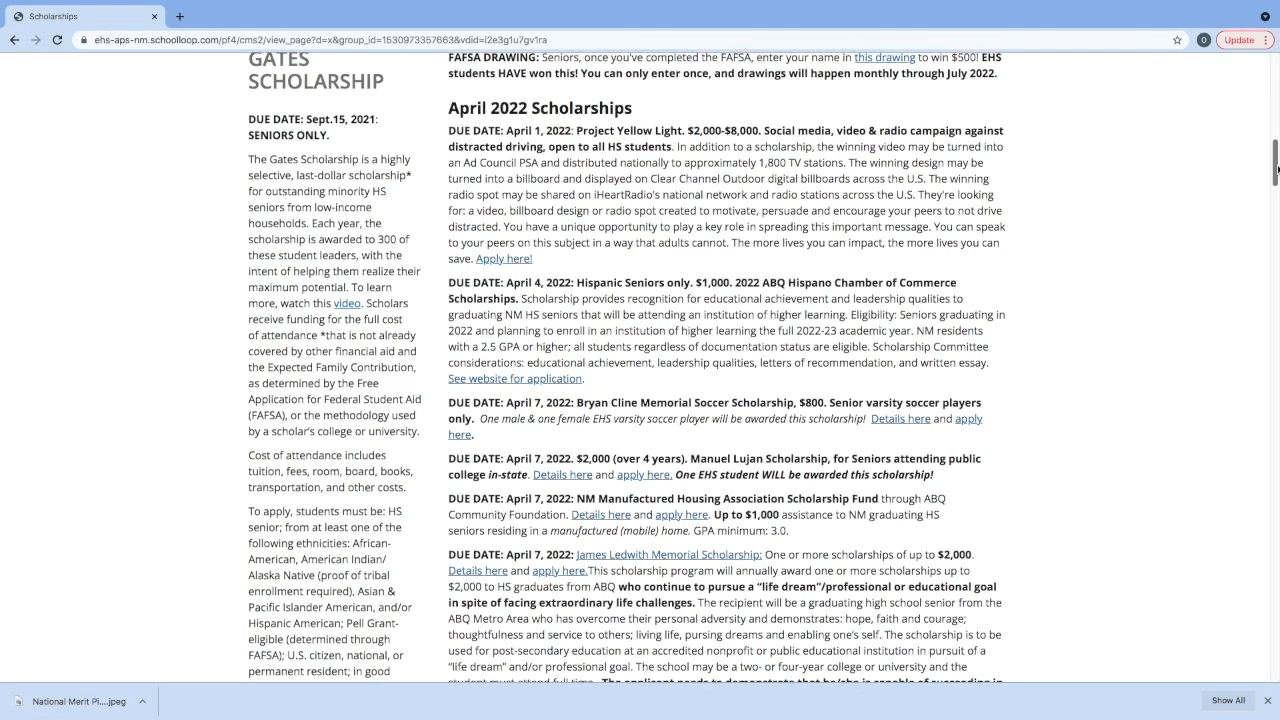 Scholarships
ehs-aps-nm.schoolloop.com/pf4/cms2/view_page?d=x&group_id=1530973357663&vdid=i2e3g1u7gv1ra
O
Update
GATES
SCHOLARSHIP
DUE DATE: Sept.15, 2021:
SENIORS ONLY.
The Gates Scholarship is a highly
selective, last-dollar scholarship*
for outstanding minority HS
seniors from low-income
households. Each year, the
scholarship is awarded to 300 of
these student leaders, with the
intent of helping them realize their
maximum potential. To learn
more, watch this video. Scholars
receive funding for the full cost
of attendance *that is not already
covered by other financial aid and
the Expected Family Contribution,
as determined by the Free
Application for Federal Student Aid
(FAFSA), or the methodology used
by a scholar's college or university.
Cost of attendance includes
tuition, fees, room, board, books,
transportation, and other costs.
To apply, students must be: HS
senior; from at least one of the
following ethnicities: African-
American, American Indian/
Alaska Native (proof of tribal
enrollment required), Asian &
Pacific Islander American, and/or
Hispanic American; Pell Grant-
eligible (determined through
FAFSA); U.S. citizen, national, or
permanent resident; in good
FAFSA DRAWING: Seniors, once you've completed the FAFSA, enter your name in this drawing to win $500! EHS
students HAVE won this! You can only enter once, and drawings will happen monthly through July 2022.
April 2022 Scholarships
DUE DATE: April 1, 2022: Project Yellow Light. $2,000-$8,000. Social media, video & radio campaign against
distracted driving, open to all HS students. In addition to a scholarship, the winning video may be turned into
an Ad Council PSA and distributed nationally to approximately 1,800 TV stations. The winning design may be
turned into a billboard and displayed on Clear Channel Outdoor digital billboards across the U.S. The winning
radio spot may be shared on iHeartRadio's national network and radio stations across the U.S. They're looking
for: a video, billboard design or radio spot created to motivate, persuade and encourage your peers to not drive
distracted. You have a unique opportunity to play a key role in spreading this important message. You can speak
to your peers on this subject in a way that adults cannot. The more lives you can impact, the more lives you can
save. Apply here!
DUE DATE: April 4, 2022: Hispanic Seniors only. $1,000. 2022 ABQ Hispano Chamber of Commerce
Scholarships. Scholarship provides recognition for educational achievement and leadership qualities to
graduating NM HS seniors that will be attending an institution of higher learning. Eligibility: Seniors graduating in
2022 and planning to enroll in an institution of higher learning the full 2022-23 academic year. NM residents
with a 2.5 GPA or higher; all students regardless of documentation status are eligible. Scholarship Committee
considerations: educational achievement, leadership qualities, letters of recommendation, and written essay.
See website for application.
DUE DATE: April 7, 2022: Bryan Cline Memorial Soccer Scholarship, $800. Senior varsity soccer players
only. One male & one female EHS varsity soccer player will be awarded this scholarship! Details here and apply
here.
DUE DATE: April 7, 2022. $2,000 (over 4 years). Manuel Lujan Scholarship, for Seniors attending public
college in-state. Details here and apply here. One EHS student WILL be awarded this scholarship!
DUE DATE: April 7, 2022: NM Manufactured Housing Association Scholarship Fund through ABQ
Community Foundation. Details here and apply here. Up to $1,000 assistance to NM graduating HS
seniors residing in a manufactured (mobile) home. GPA minimum: 3.0.
DUE DATE: April 7, 2022: James Ledwith Memorial Scholarship: One or more scholarships of up to $2,000.
Details here and apply here.This scholarship program will annually award one or more scholarships up to
$2,000 to HS graduates from ABQ who continue to pursue a “life dream”/professional or educational goal
in spite of facing extraordinary life challenges. The recipient will be a graduating high school senior from the
ABQ Metro Area who has overcome their personal adversity and demonstrates: hope, faith and courage;
thoughtfulness and service to others; living life, pursing dreams and enabling one’s self. The scholarship is to be
used for post-secondary education at an accredited nonprofit or public educational institution in pursuit of a
“life dream” and/or professional goal. The school may be a two- or four-year college or university and the
student must attend full time. The applicant needs to demonstrate that he/she is capable of succeeding in
National Merit Pi....jpeg
Show All